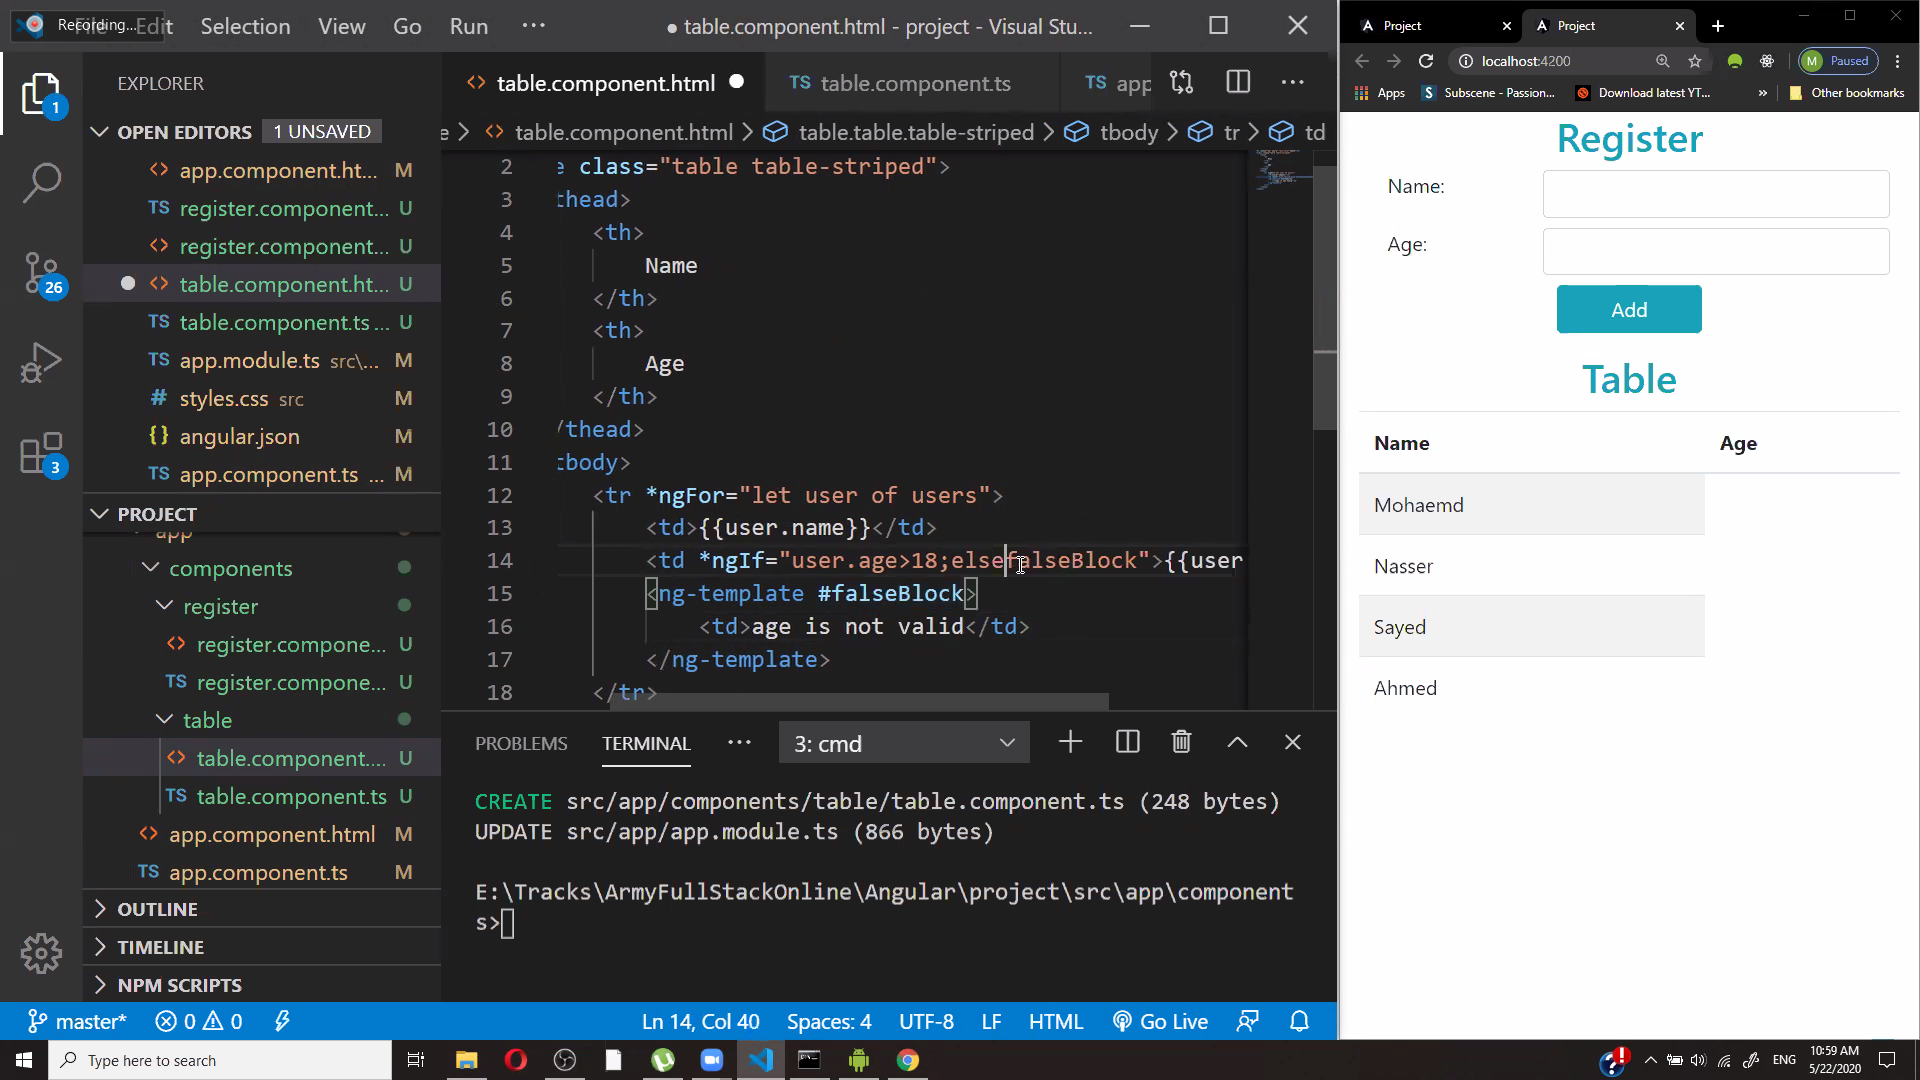 Recording... File Edit Selection View Go Run ··· ● table.component.html - project - Visual Stu...
EXPLORER
OPEN EDITORS 1 UNSAVED
app.component.ht... M
TS register.component... U
register.component... U
table.component.ht... U
TS table.component.ts ... U
TS app.module.ts src\... M
# styles.css src M
{} angular.json M
TS app.component.ts ... M
PROJECT
app
components
register
register.compone... U
TS register.compone... U
table
table.component.... U
TS table.component.ts U
app.component.html M
TS app.component.ts M
OUTLINE
TIMELINE
NPM SCRIPTS
1
26
3
table.component.html ● TS table.component.ts TS app
e > table.component.html > table.table.table-striped > tbody > tr > td
2 e class="table table-striped">
3 thead>
4 <th>
5 Name
6 </th>
7 <th>
8 Age
9 </th>
10 /thead>
11 tbody>
12 <tr *ngFor="let user of users">
13 <td>{{user.name}}</td>
14 <td *ngIf="user.age>18;elsefalseBlock">{{user
15 <ng-template #falseBlock>
16 <td>age is not valid</td>
17 </ng-template>
18 </tr>
PROBLEMS TERMINAL ··· 3: cmd
CREATE src/app/components/table/table.component.ts (248 bytes)
UPDATE src/app/app.module.ts (866 bytes)
E:\Tracks\ArmyFullStackOnline\Angular\project\src\app\component
s>
master* 0 0 Ln 14, Col 40 Spaces: 4 UTF-8 LF HTML Go Live
Project Project
localhost:4200 M Paused
Apps Subscene - Passion... Download latest YT... » Other bookmarks
Register
Name:
Age:
Add
Table
Name Age
Mohaemd
Nasser
Sayed
Ahmed
Type here to search
ENG
10:59 AM
5/22/2020